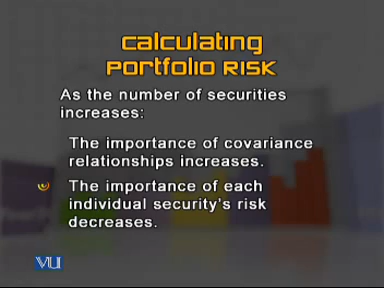 calculating
PORTFOLIO RISK
As the number of securities
increases:
The importance of covariance
relationships increases.
The importance of each
individual security's risk
decreases.
VU